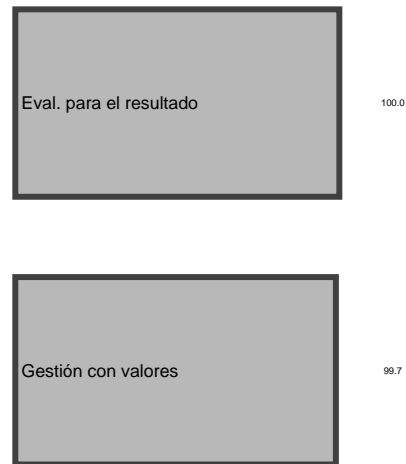 Eval. para el resultado
100.0
Gestión con valores
99.7